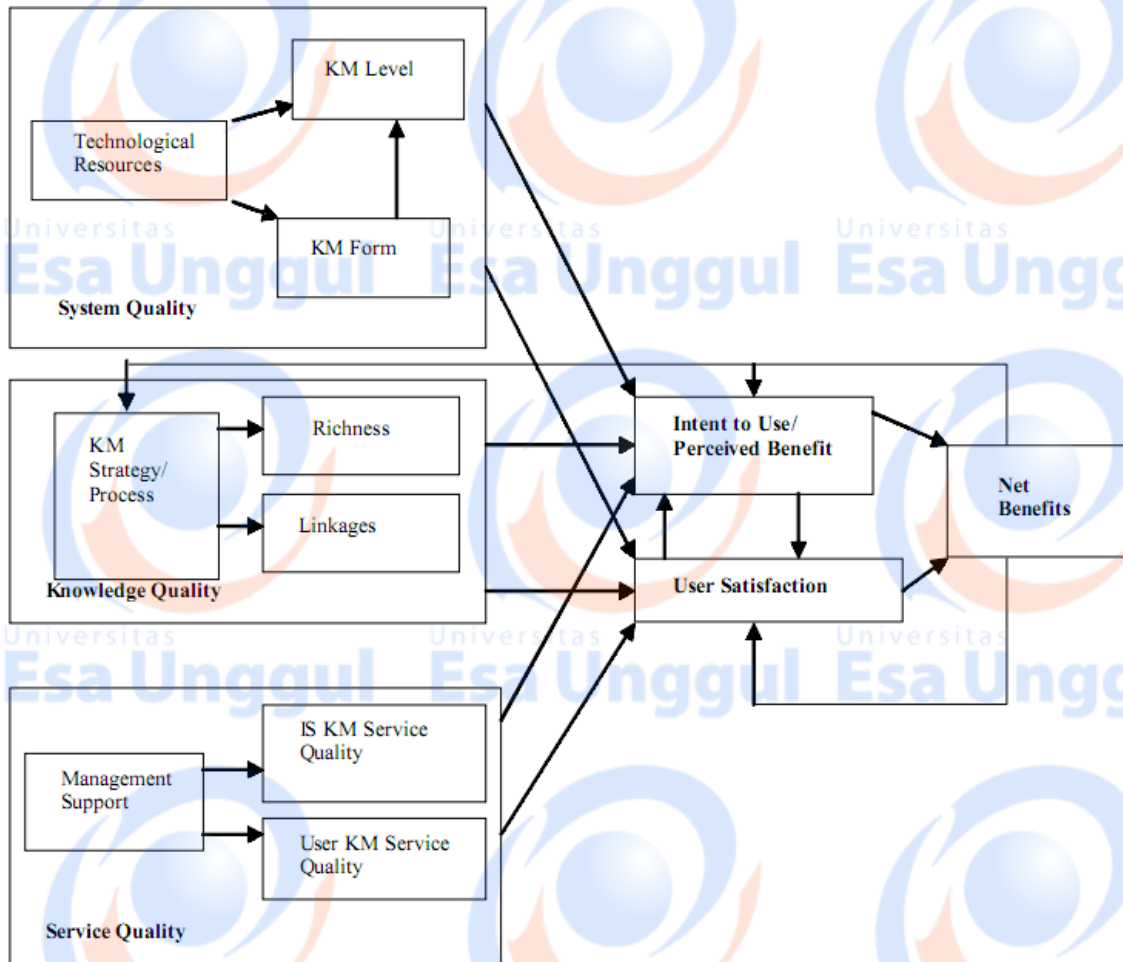 KM Level
Technological
Resources
KM Form
System Quality
KM
Strategy/
Process
Richness
Linkages
Knowledge Quality
Intent to Use/
Perceived Benefit
Net
Benefits
User Satisfaction
IS KM Service
Quality
Management
Support
User KM Service
Quality
Service Quality
Universitas
Esa Unggul
Universitas
Esa Unggul
Universitas
Esa Ungg
Universitas
Esa Unggul
Universitas
Esa Unggul
Universitas
Esa Ungg